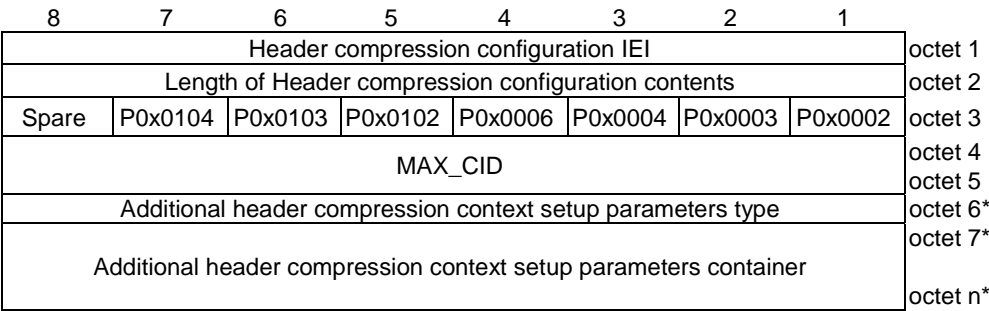 8 7 6 5 4 3 2 1
Header compression configuration IEI octet 1
Length of Header compression configuration contents octet 2
Spare P0x0104 P0x0103 P0x0102 P0x0006 P0x0004 P0x0003 P0x0002 octet 3
MAX_CID octet 4
octet 5
Additional header compression context setup parameters type octet 6*
octet 7*
Additional header compression context setup parameters container
octet n*